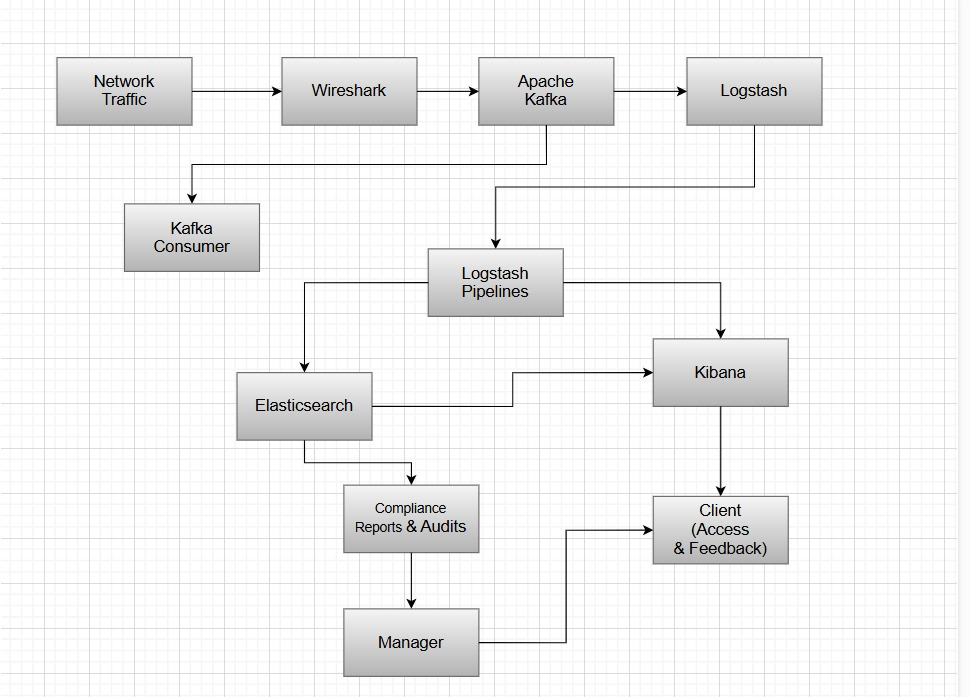 Network
Traffic
Wireshark
Apache
Kafka
Logstash
Kafka
Consumer
Logstash
Pipelines
Elasticsearch
Kibana
Compliance
Reports & Audits
Client
(Access
& Feedback)
Manager